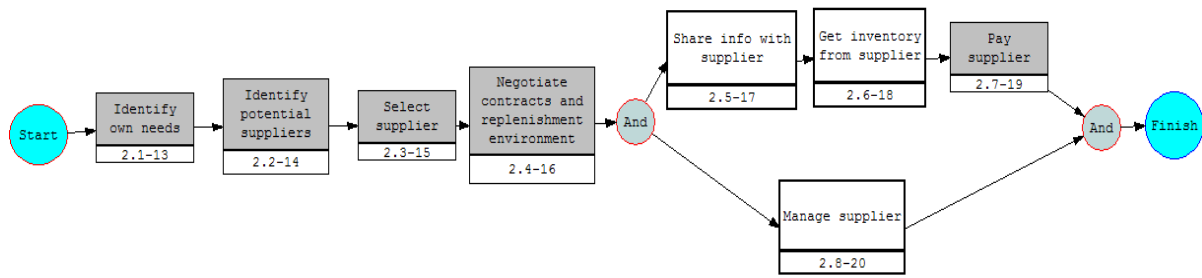 Start
Identify
own needs
2.1-13
Identify
potential
suppliers
2.2-14
Select
supplier
2.3-15
Negotiate
contracts and
replenishment
environment
2.4-16
And
Share info with
supplier
2.5-17
Get inventory
from supplier
2.6-18
Pay
supplier
2.7-19
Manage supplier
2.8-20
And
Finish